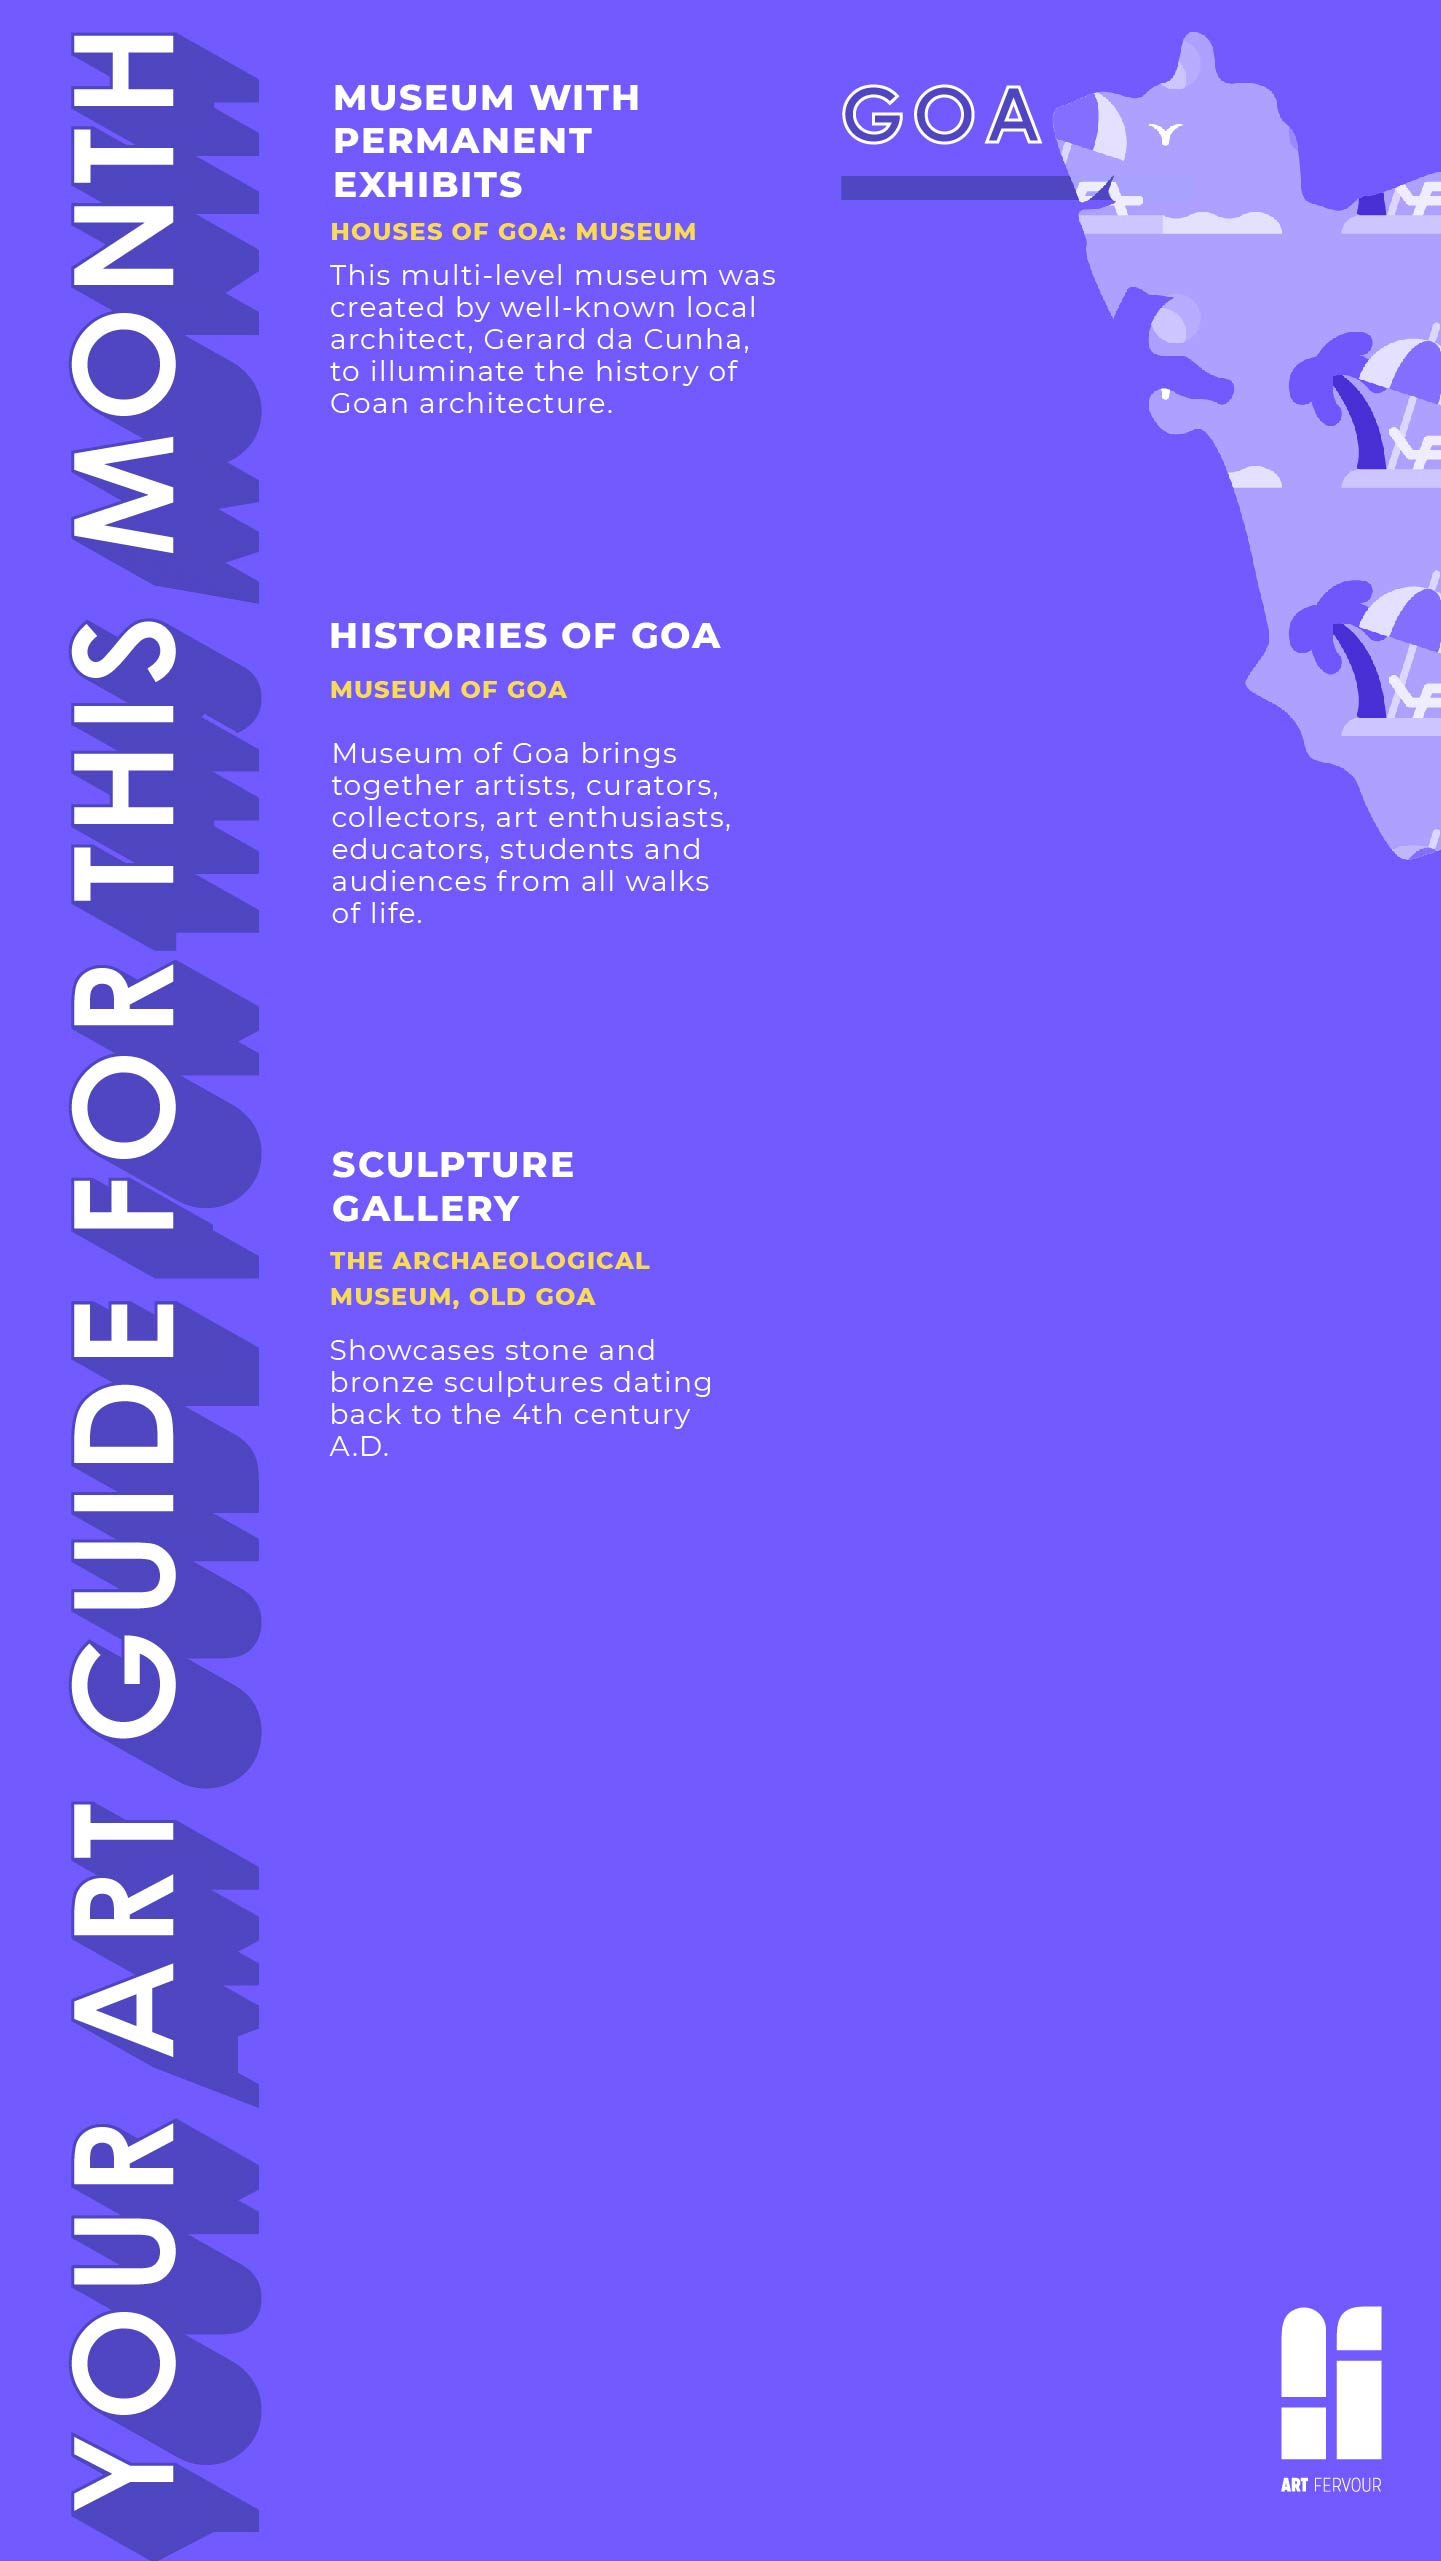 YOUR ART GUIDE FOR THIS MONTH
GOA
MUSEUM WITH
PERMANENT
EXHIBITS
HOUSES OF GOA: MUSEUM
This multi-level museum was
created by well-known local
architect, Gerard da Cunha,
to illuminate the history of
Goan architecture.
HISTORIES OF GOA
MUSEUM OF GOA
Museum of Goa brings
together artists, curators,
collectors, art enthusiasts,
educators, students and
audiences from all walks
of life.
SCULPTURE
GALLERY
THE ARCHAEOLOGICAL
MUSEUM, OLD GOA
Showcases stone and
bronze sculptures dating
back to the 4th century
A.D.
ART FERVOUR